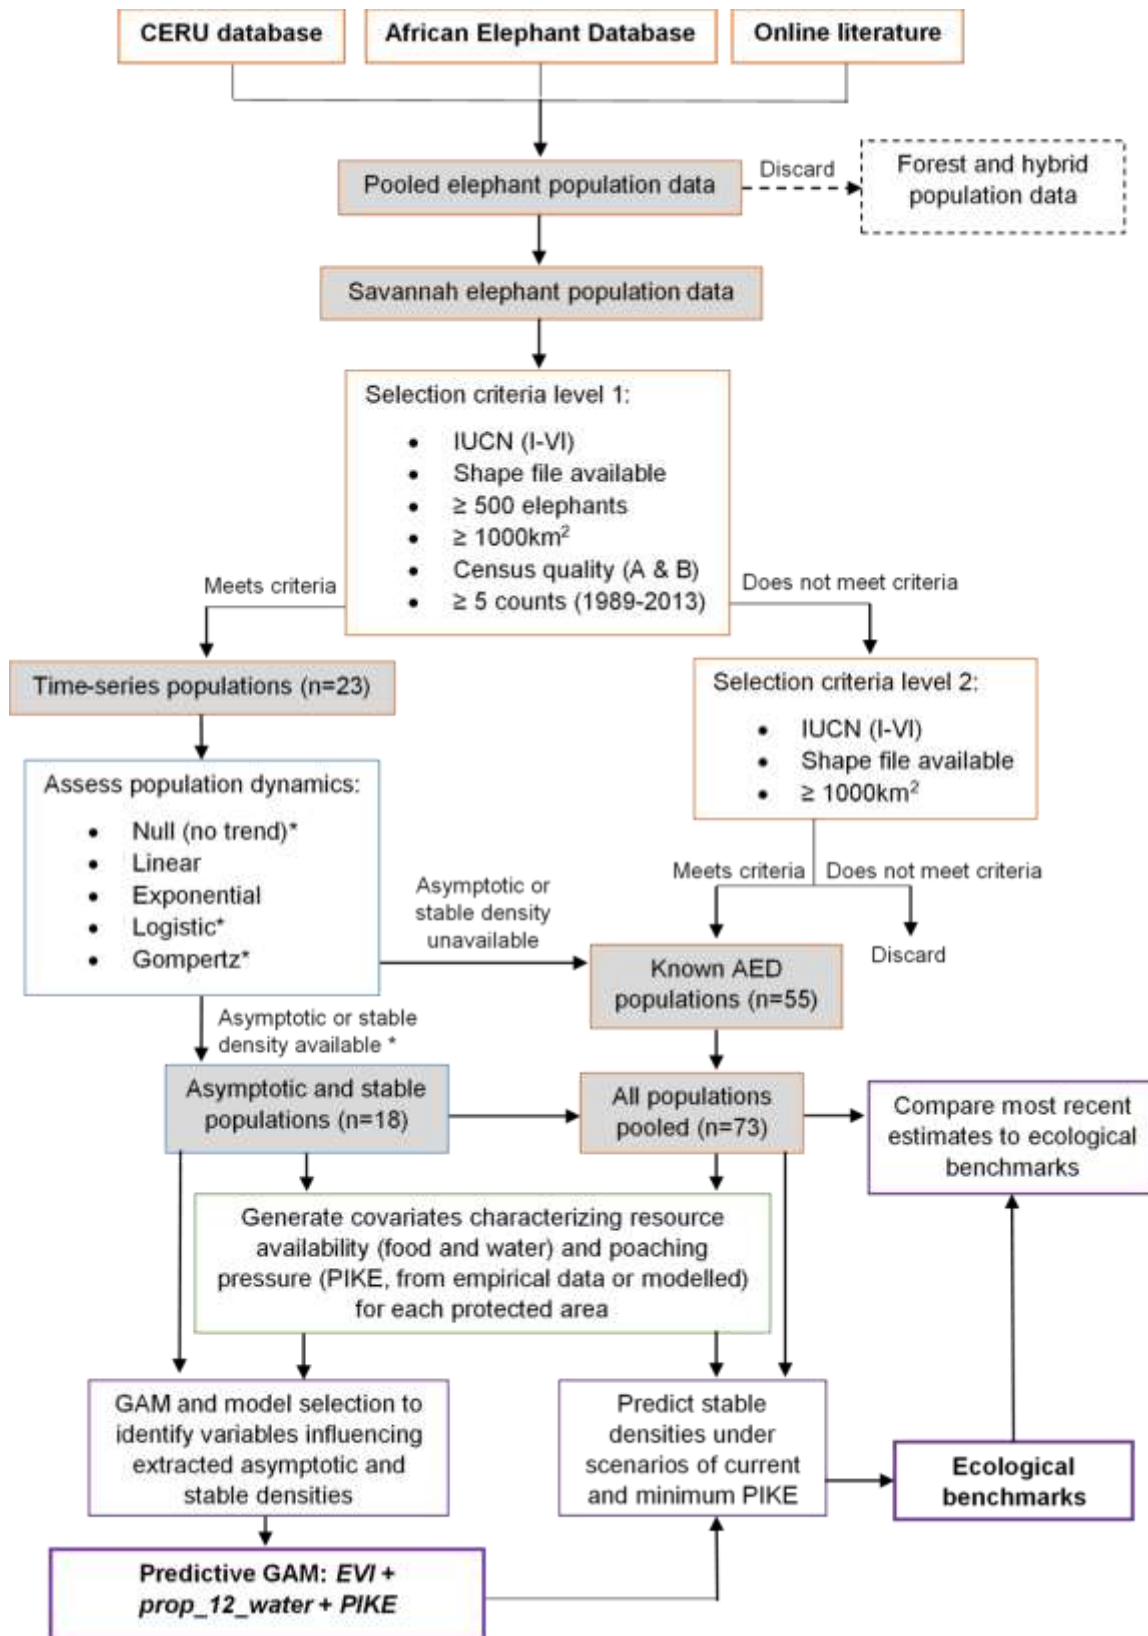 CERU database
African Elephant Database
Online literature
Pooled elephant population data
Discard
Forest and hybrid
population data
Savannah elephant population data
Selection criteria level 1:
• IUCN (I-VI)
• Shape file available
• ≥ 500 elephants
• ≥ 1000km²
• Census quality (A & B)
• ≥ 5 counts (1989-2013)
Meets criteria
Does not meet criteria
Time-series populations (n=23)
Selection criteria level 2:
• IUCN (I-VI)
• Shape file available
• ≥ 1000km²
Assess population dynamics:
• Null (no trend)*
• Linear
• Exponential
• Logistic*
• Gompertz*
Meets criteria
Does not meet criteria
Asymptotic or
stable density
unavailable
Discard
Known AED
populations (n=55)
Asymptotic or stable
density available *
Asymptotic and stable
populations (n=18)
All populations
pooled (n=73)
Compare most recent
estimates to ecological
benchmarks
Generate covariates characterizing resource
availability (food and water) and poaching
pressure (PIKE, from empirical data or modelled)
for each protected area
GAM and model selection to
identify variables influencing
extracted asymptotic and
stable densities
Predict stable
densities under
scenarios of current
and minimum PIKE
Ecological
benchmarks
Predictive GAM: EVI +
prop_12_water + PIKE